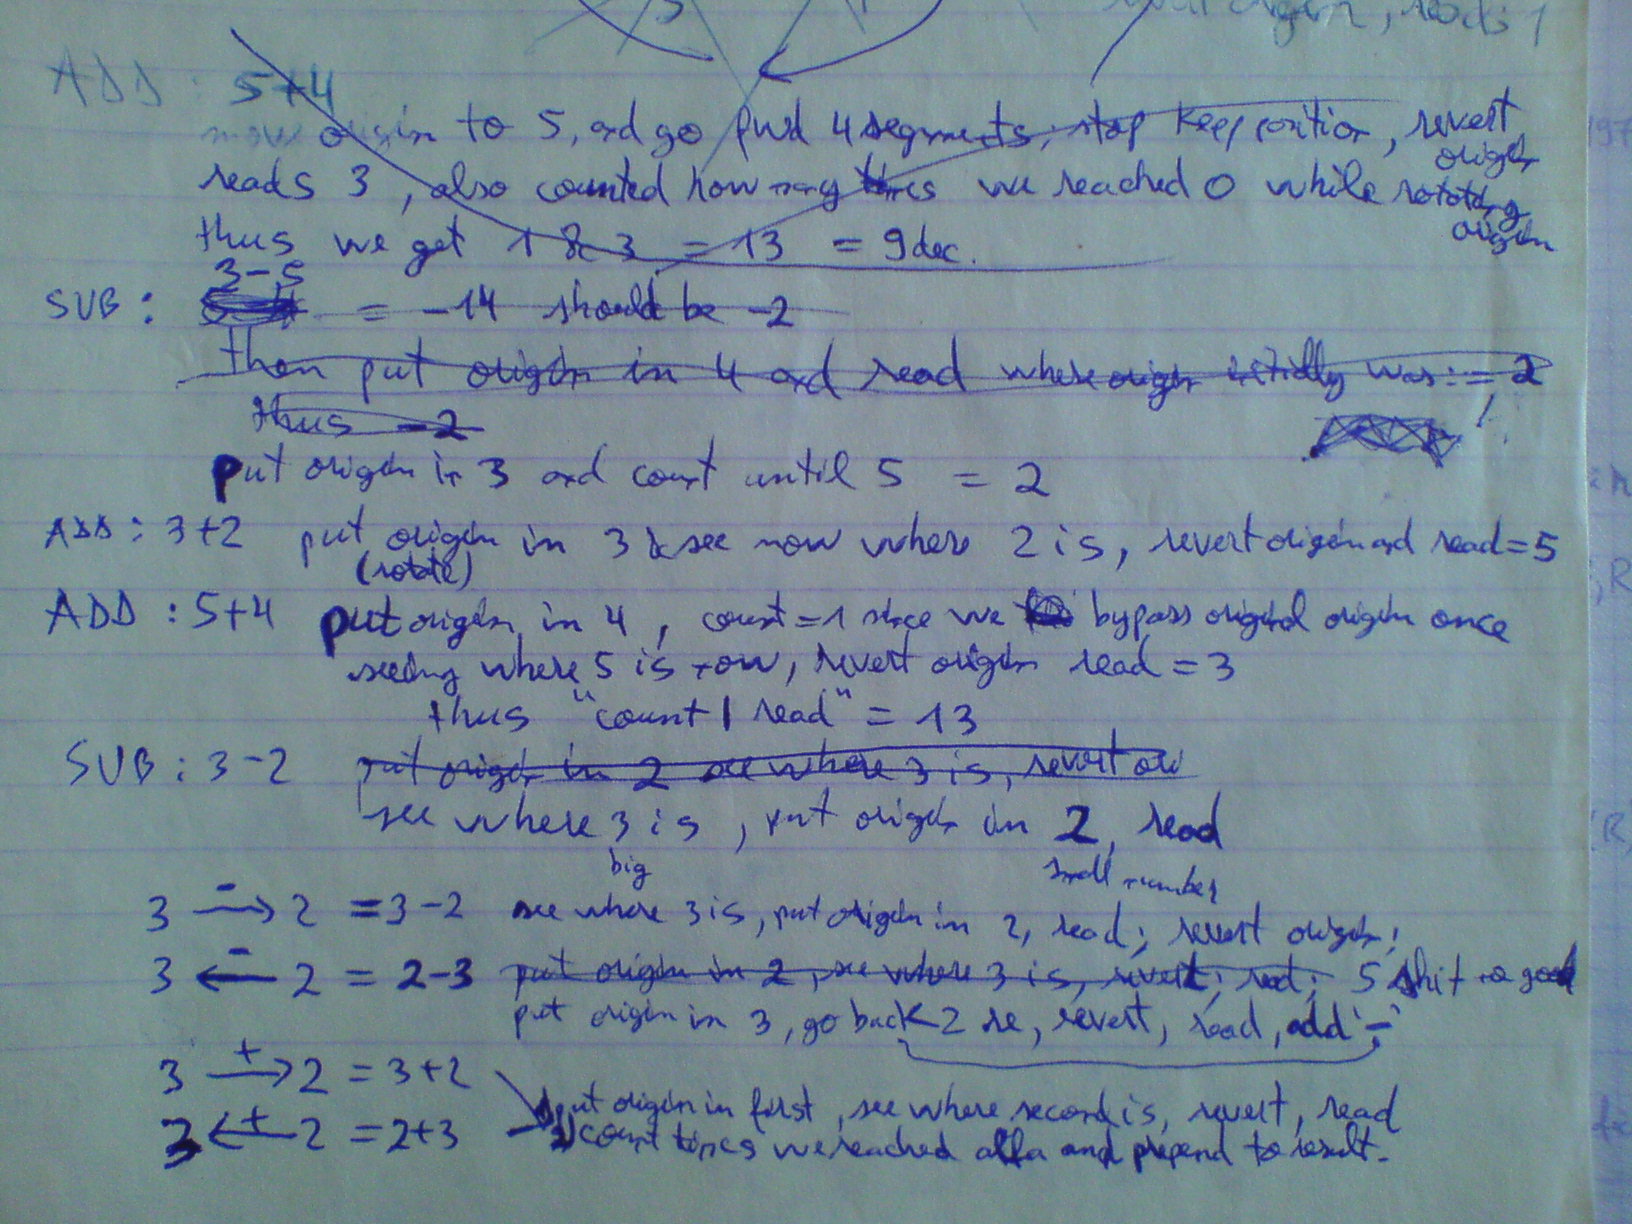 origin, reads 1
ADD : 5+4
move origin to 5, and go fwd 4 segments, stop keep position, revert
origin
reads 3, also counted how many times we reached 0 while rotating
origin
thus we get 1 & 3 = 13 = 9 dec.
3-5
SUB : = -14 should be -2
then put origin in 4 and read where origin initially was := 2
thus -2
put origin in 3 and count until 5 = 2
ADD : 3+2 put origin in 3 & see now where 2 is, revert origin and read = 5
(rotate)
ADD : 5+4 put origin in 4, count = 1 since we bypass original origin once
seeing where 5 is now, revert origin read = 3
thus "count | read" = 13
SUB : 3-2 put origin in 2 see where 3 is, revert ori
see where 3 is, put origin in 2, read
big small number
3 -→ 2 = 3-2 see where 3 is, put origin in 2, read; revert origin;
3 ←- 2 = 2-3 put origin in 2, see where 3 is, revert; read; 5 shit no good
put origin in 3, go back 2 se, revert, read, add '-'
3 +→ 2 = 3+2
put origin in first, see where second is, revert, read
3 ←+ 2 = 2+3 count times we reached alfa and prepend to result.